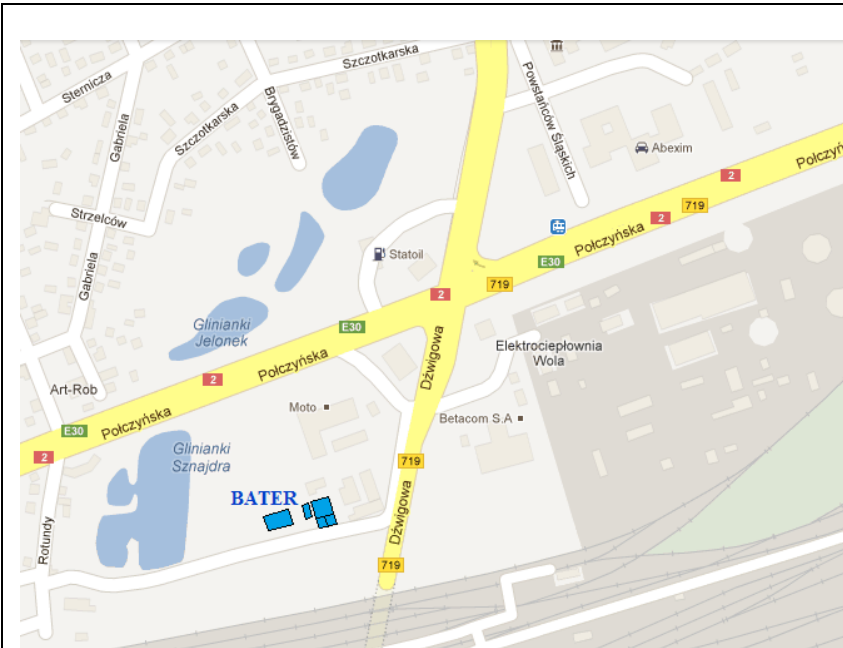 Szczotkarska
Sternicza
Brygadzistów
Gabriela
Szczotkarska
Powstańców Śląskich
Abexim
Połczyń
2
719
2
Strzelców
Połczyńska
Statoil
E30
Gabriela
719
2
Glinianki
Jelonek
E30
Elektrociepłownia
Wola
Dźwigowa
Połczyńska
2
Art-Rob
Moto
Betacom S.A
Połczyńska
E30
2
Glinianki
Sznajdra
719
BATER
Dźwigowa
Rotundy
719